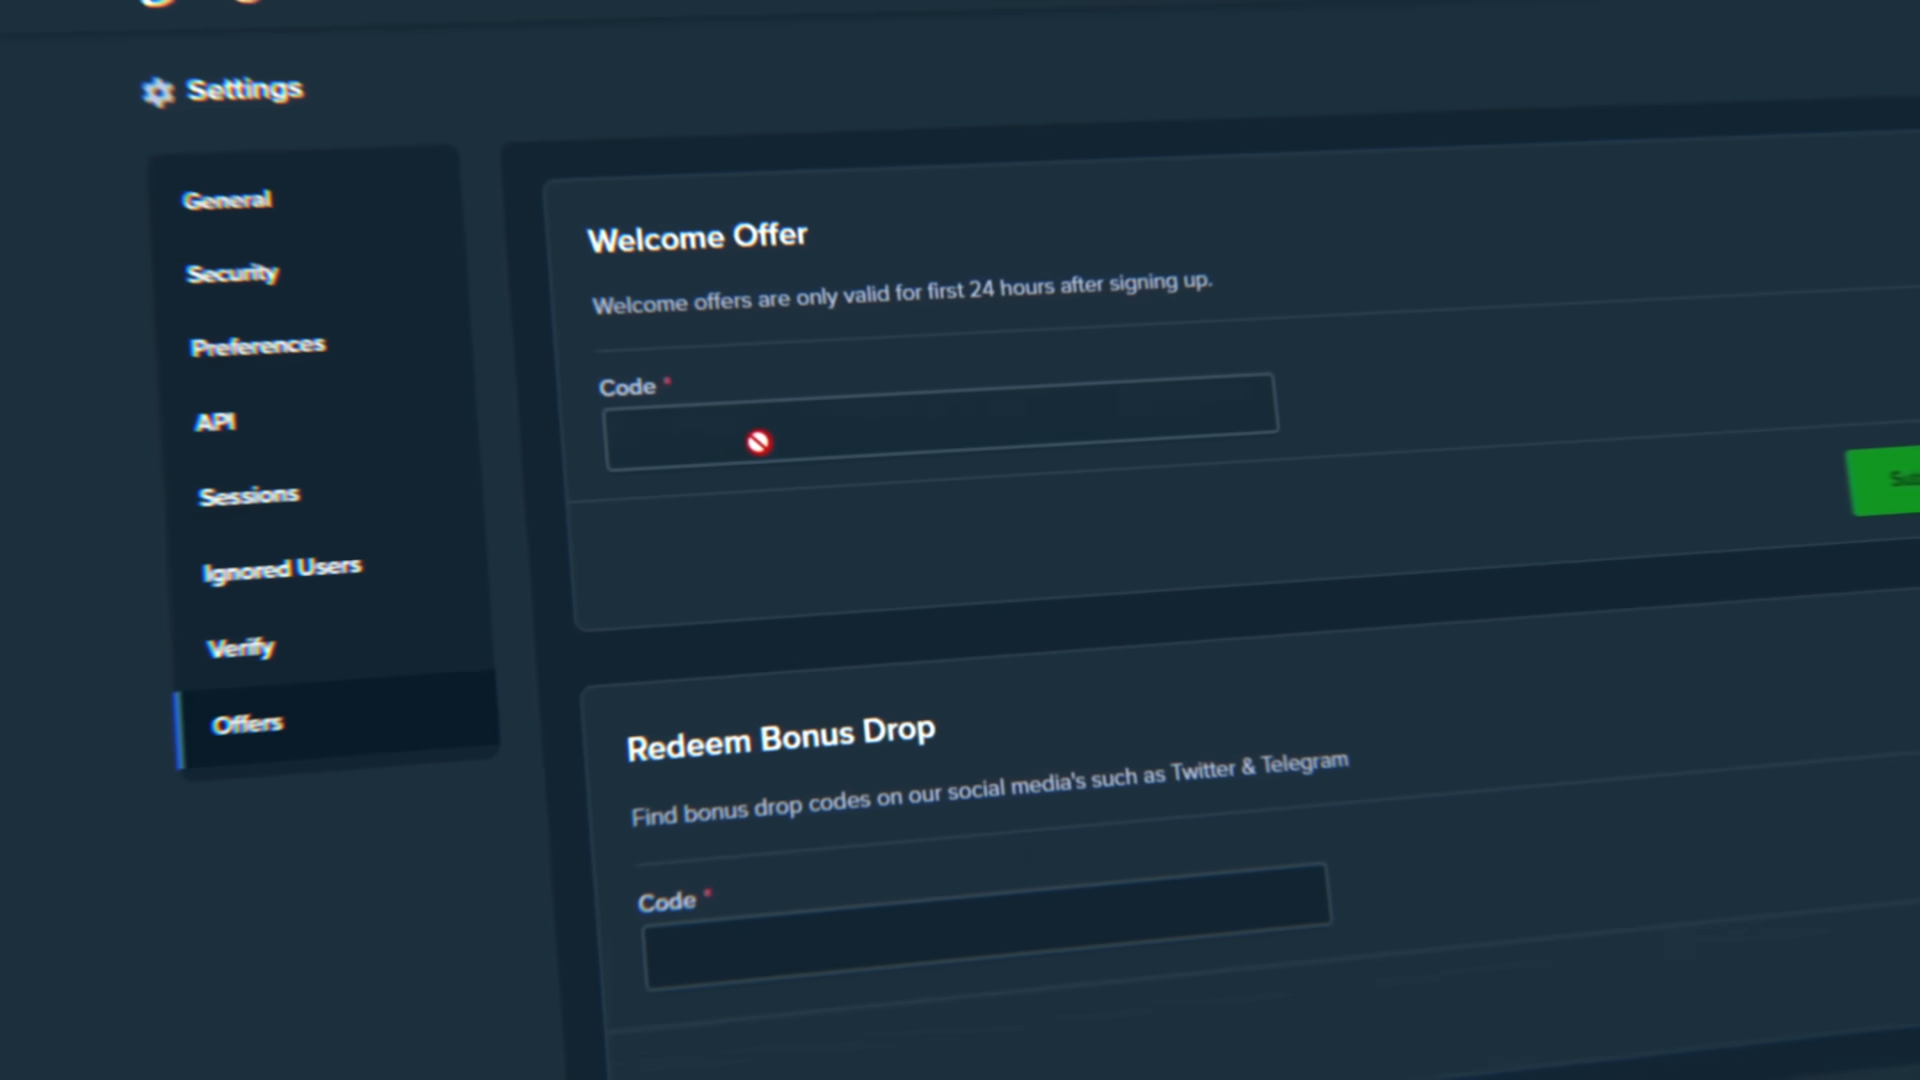 Settings
General
Security
Preferences
API
Sessions
Ignored Users
Verify
Offers
Welcome Offer
Welcome offers are only valid for first 24 hours after signing up.
Code *
Redeem Bonus Drop
Find bonus drop codes on our social media's such as Twitter & Telegram
Code *